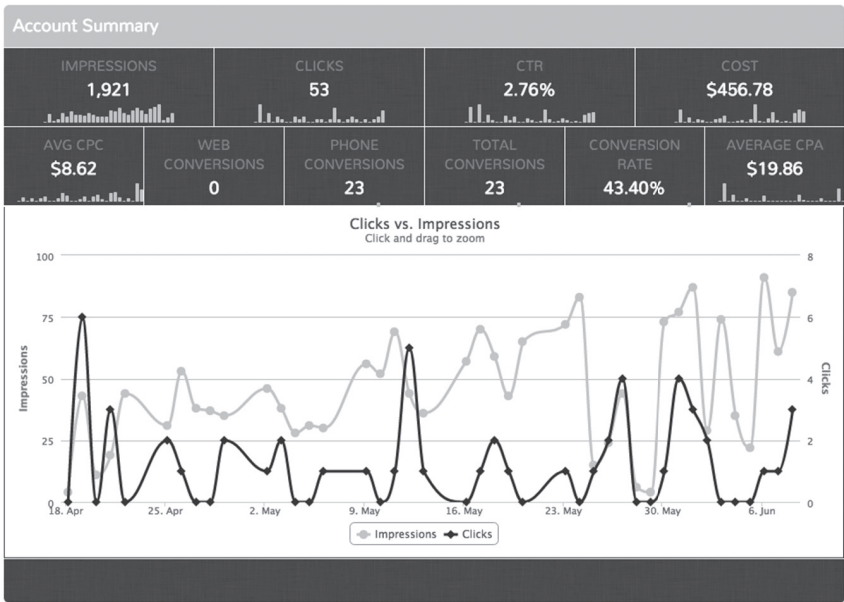 Account Summary
IMPRESSIONS
1,921
CLICKS
53
CTR
2.76%
COST
$456.78
AVG CPC
$8.62
WEB
CONVERSIONS
0
PHONE
CONVERSIONS
23
TOTAL
CONVERSIONS
23
CONVERSION
RATE
43.40%
AVERAGE CPA
$19.86
Clicks vs. Impressions
Click and drag to zoom
Impressions
100
75
50
25
0
Clicks
8
6
4
2
0
18. Apr
25. Apr
2. May
9. May
16. May
23. May
30. May
6. Jun
Impressions
Clicks